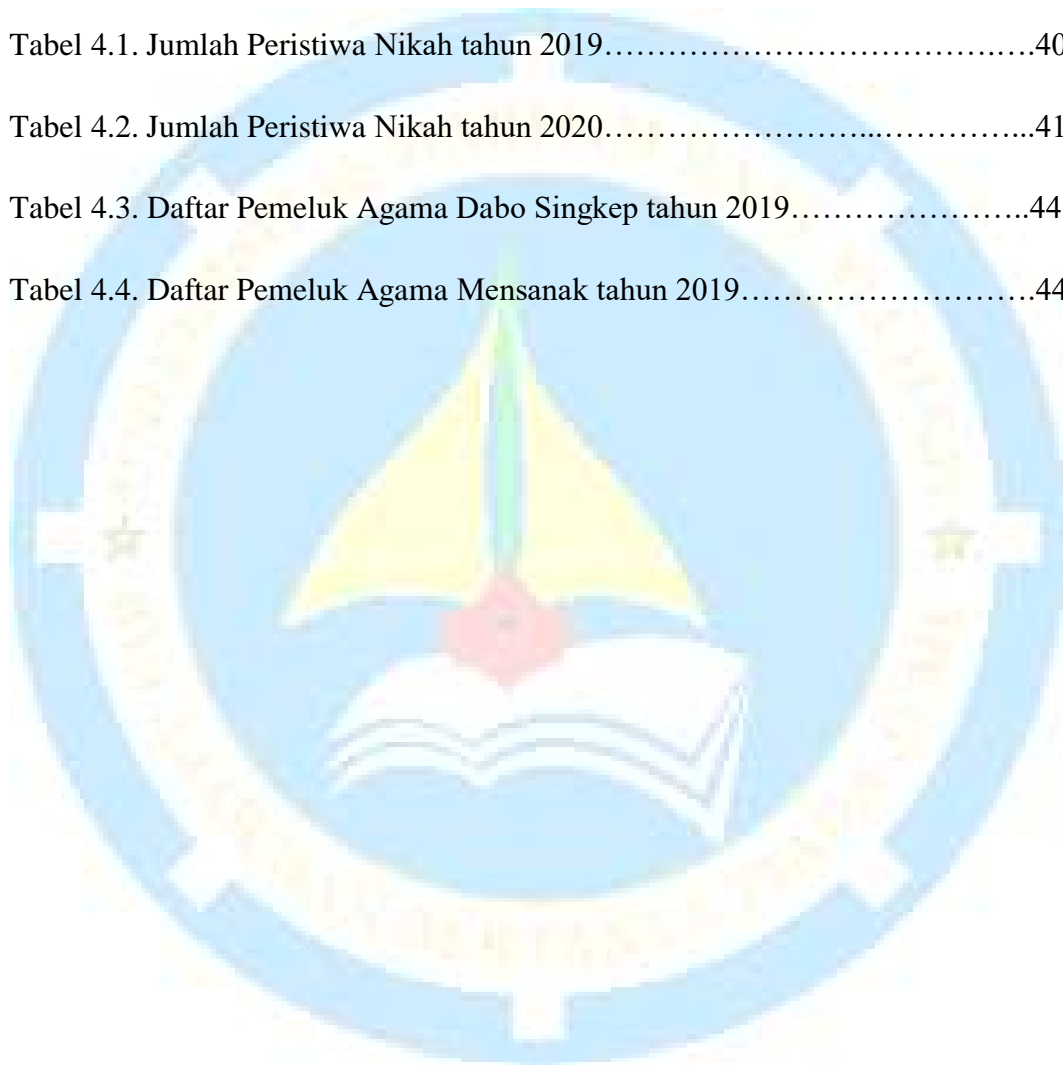 Tabel 4.1. Jumlah Peristiwa Nikah tahun 2019……………………………………….….40
Tabel 4.2. Jumlah Peristiwa Nikah tahun 2020……………………...…………...41
Tabel 4.3. Daftar Pemeluk Agama Dabo Singkep tahun 2019…………………..44
Tabel 4.4. Daftar Pemeluk Agama Mensanak tahun 2019……………………….44